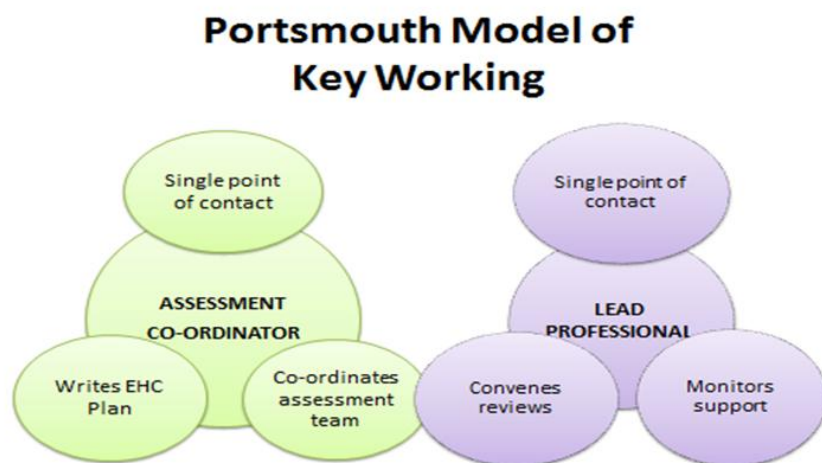 Portsmouth Model of
Key Working
Single point
of contact
ASSESSMENT
CO-ORDINATOR
Writes EHC
Plan
Co-ordinates
assessment
team
Single point of
contact
LEAD
PROFESSIONAL
Convenes
reviews
Monitors
support